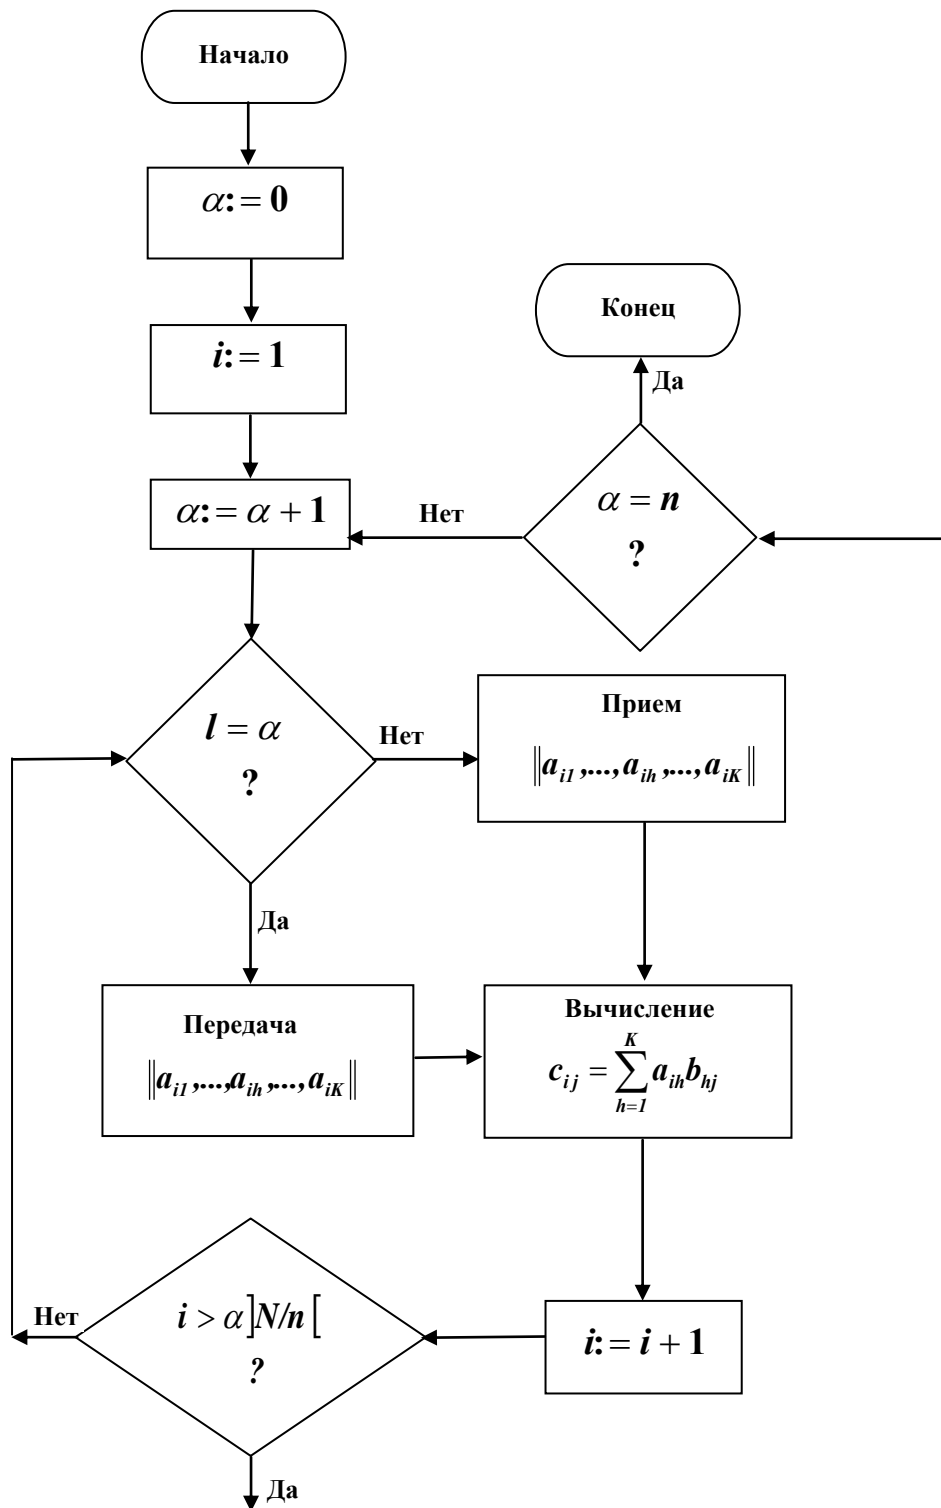 Начало
α:= 0
i:= 1
Конец
Да
α:= α + 1
Нет
α = n
?
l = α
?
Нет
Прием
‖a_{i1},...,a_{ih},...,a_{iK}‖
Да
Передача
‖a_{i1},...,a_{ih},...,a_{iK}‖
Вычисление
c_{ij} = ∑_{h=1}^{K} a_{ih}b_{hj}
Нет
i > α]N/n[
?
i:= i + 1
Да